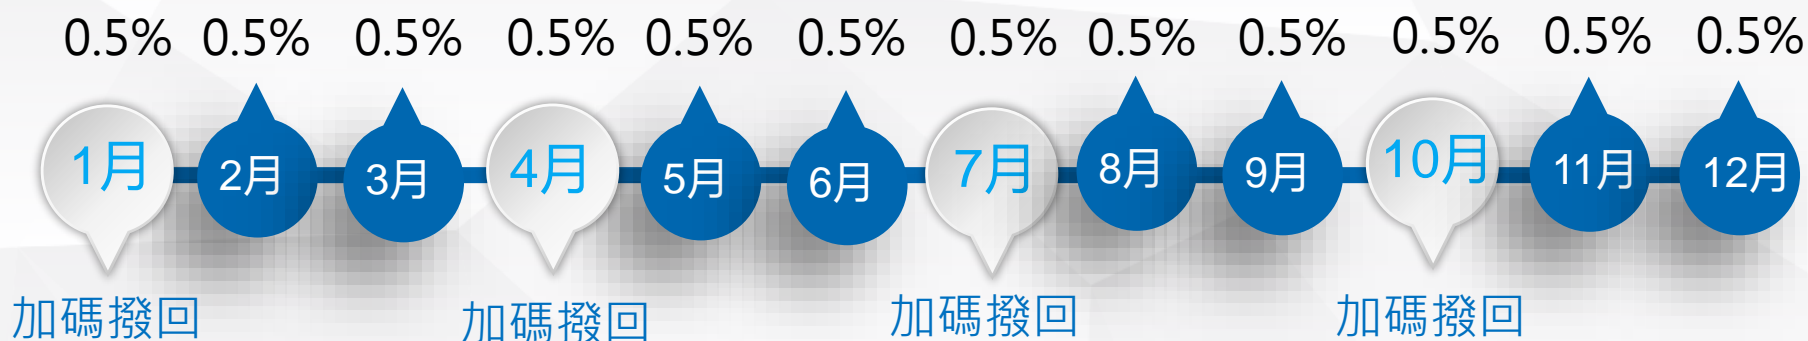 0.5% 0.5% 0.5% 0.5% 0.5% 0.5% 0.5% 0.5% 0.5% 0.5% 0.5% 0.5%
1月 2月 3月 4月 5月 6月 7月 8月 9月 10月 11月 12月
加碼撥回 加碼撥回 加碼撥回 加碼撥回